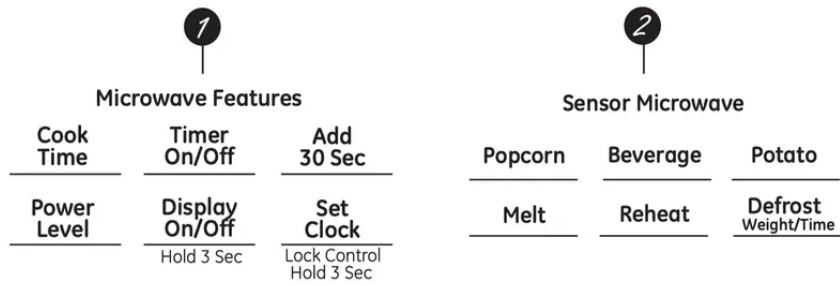 1
Microwave Features
Cook
Time
Timer
On/Off
Add
30 Sec
Power
Level
Display
On/Off
Hold 3 Sec
Set
Clock
Lock Control
Hold 3 Sec
2
Sensor Microwave
Popcorn
Beverage
Potato
Melt
Reheat
Defrost
Weight/Time